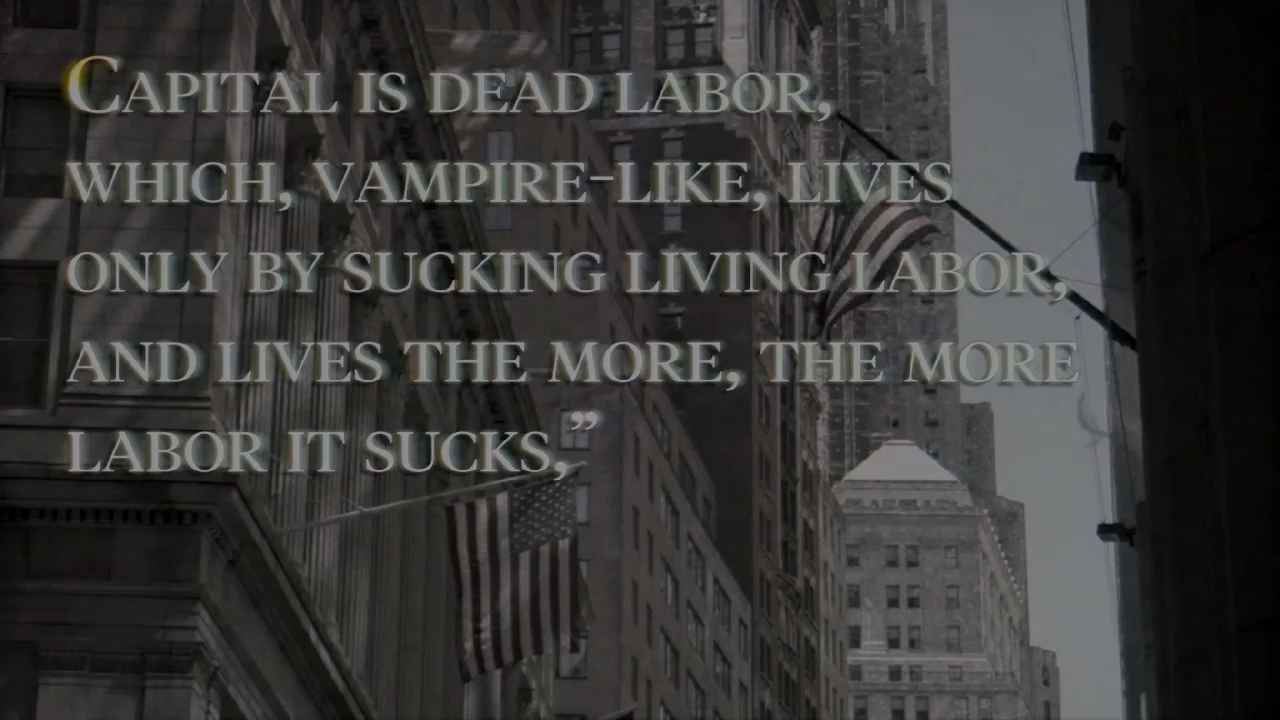 Capital is dead labor,
which, vampire-like, lives
only by sucking living labor,
and lives the more, the more
labor it sucks,”